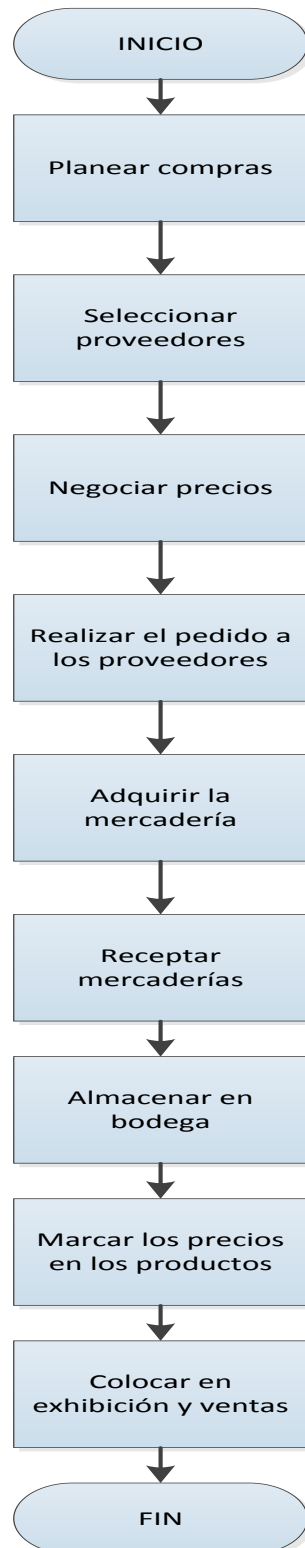 INICIO
Planear compras
Seleccionar
proveedores
Negociar precios
Realizar el pedido a
los proveedores
Adquirir la
mercadería
Receptar
mercaderías
Almacenar en
bodega
Marcar los precios
en los productos
Colocar en
exhibición y ventas
FIN